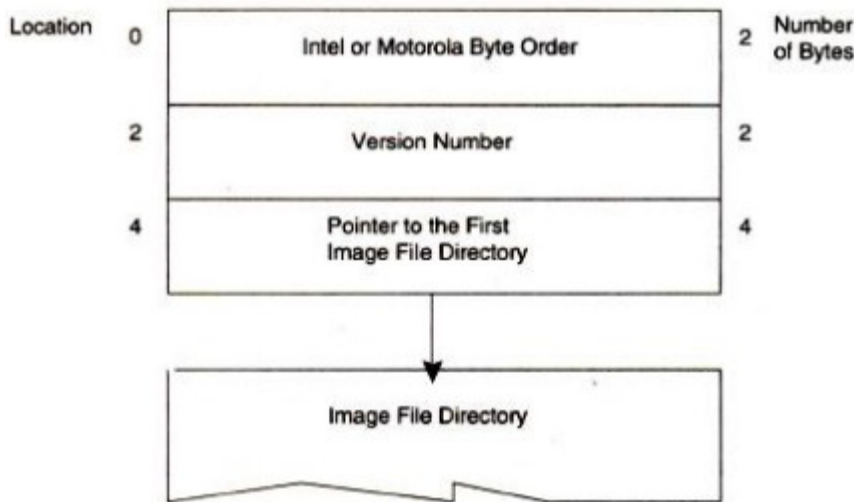 Location
0
Intel or Motorola Byte Order
2
Number
of Bytes
2
Version Number
2
4
Pointer to the First
Image File Directory
4
Image File Directory